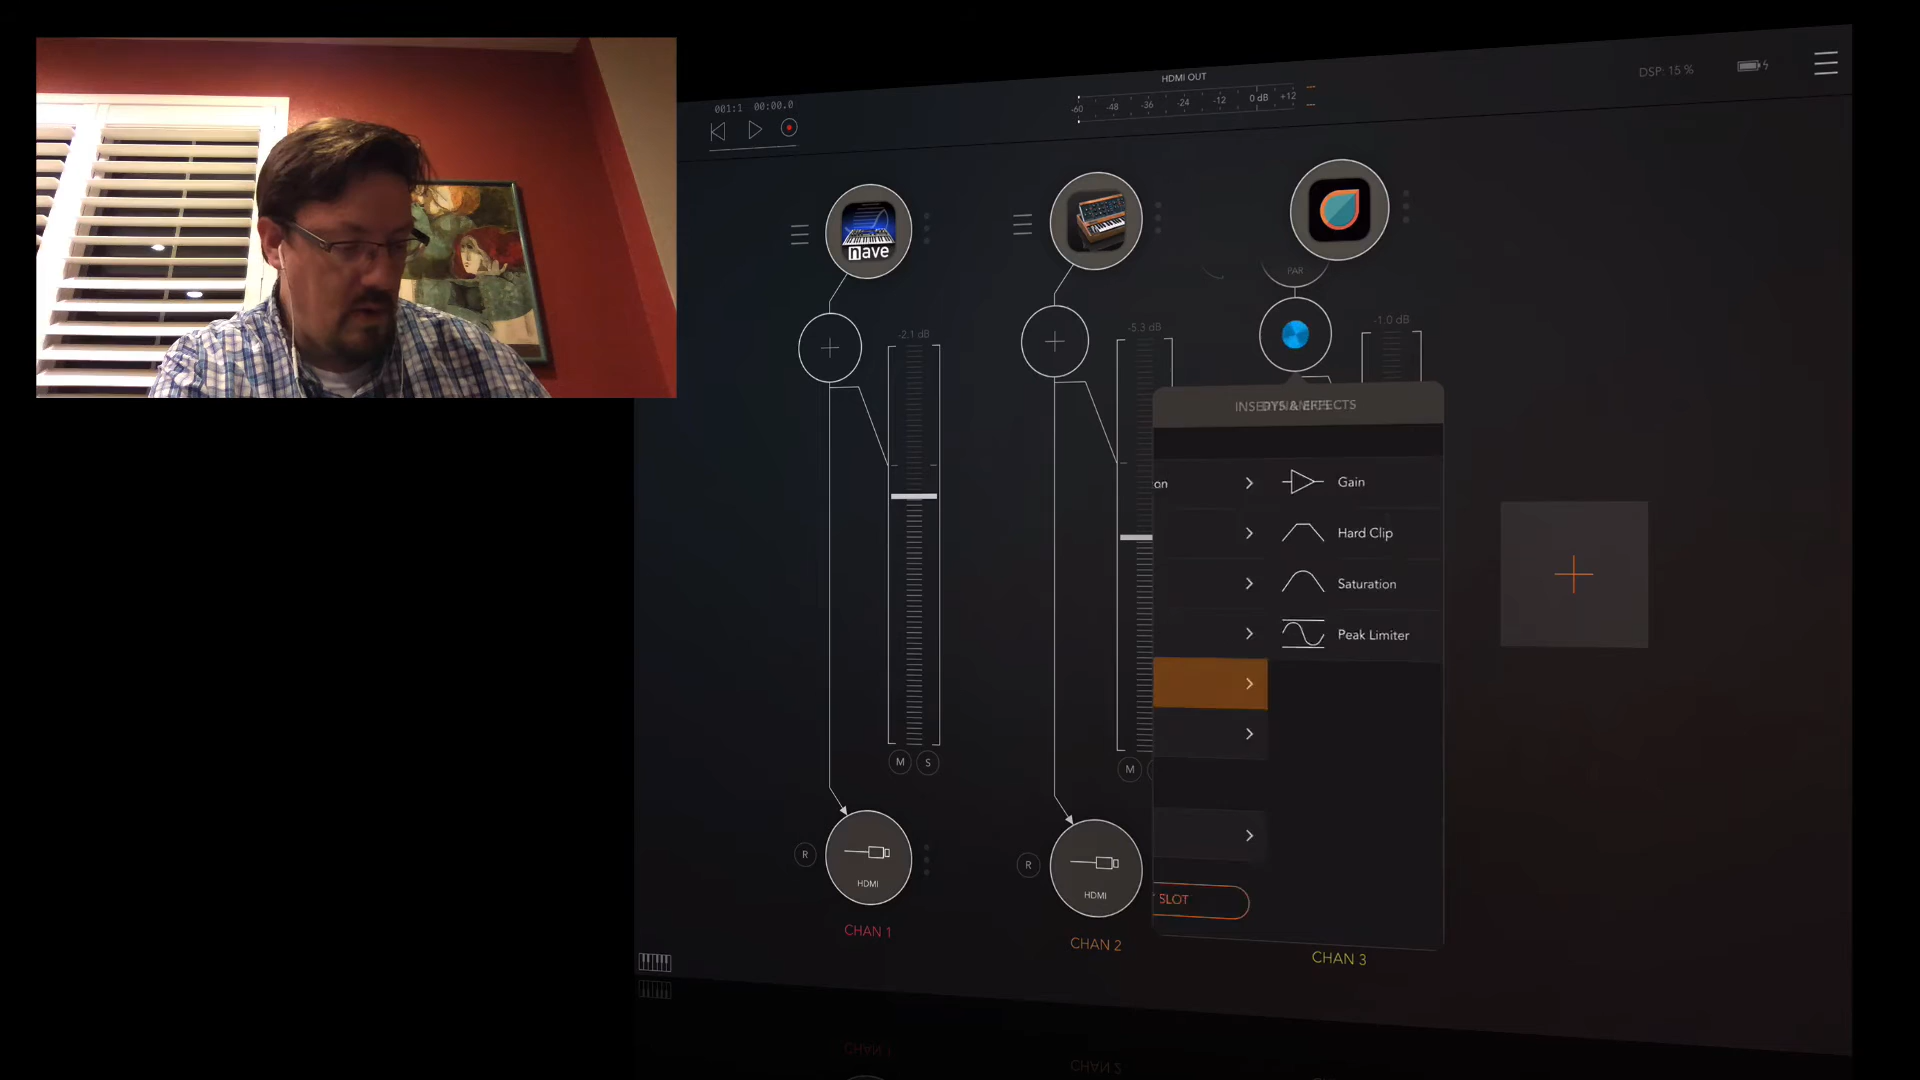 HDMI OUT
-60 -48 -36 -24 -12 0 dB +12
DSP: 15 %
001:1 00:00.0
nave
PAR
-2.1 dB
-5.3 dB
-1.0 dB
INSERTS & EFFECTS
on
Gain
Hard Clip
Saturation
Peak Limiter
M S
M
SLOT
R
HDMI
R
HDMI
CHAN 1
CHAN 2
CHAN 3